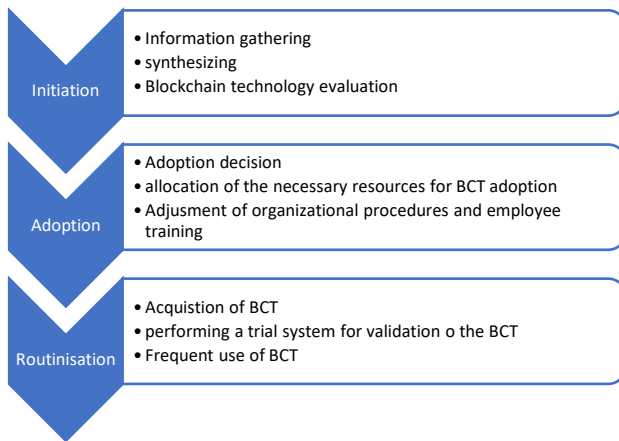 Initiation
• Information gathering
• synthesizing
• Blockchain technology evaluation
Adoption
• Adoption decision
• allocation of the necessary resources for BCT adoption
• Adjusment of organizational procedures and employee
training
Routinisation
• Acquistion of BCT
• performing a trial system for validation o the BCT
• Frequent use of BCT